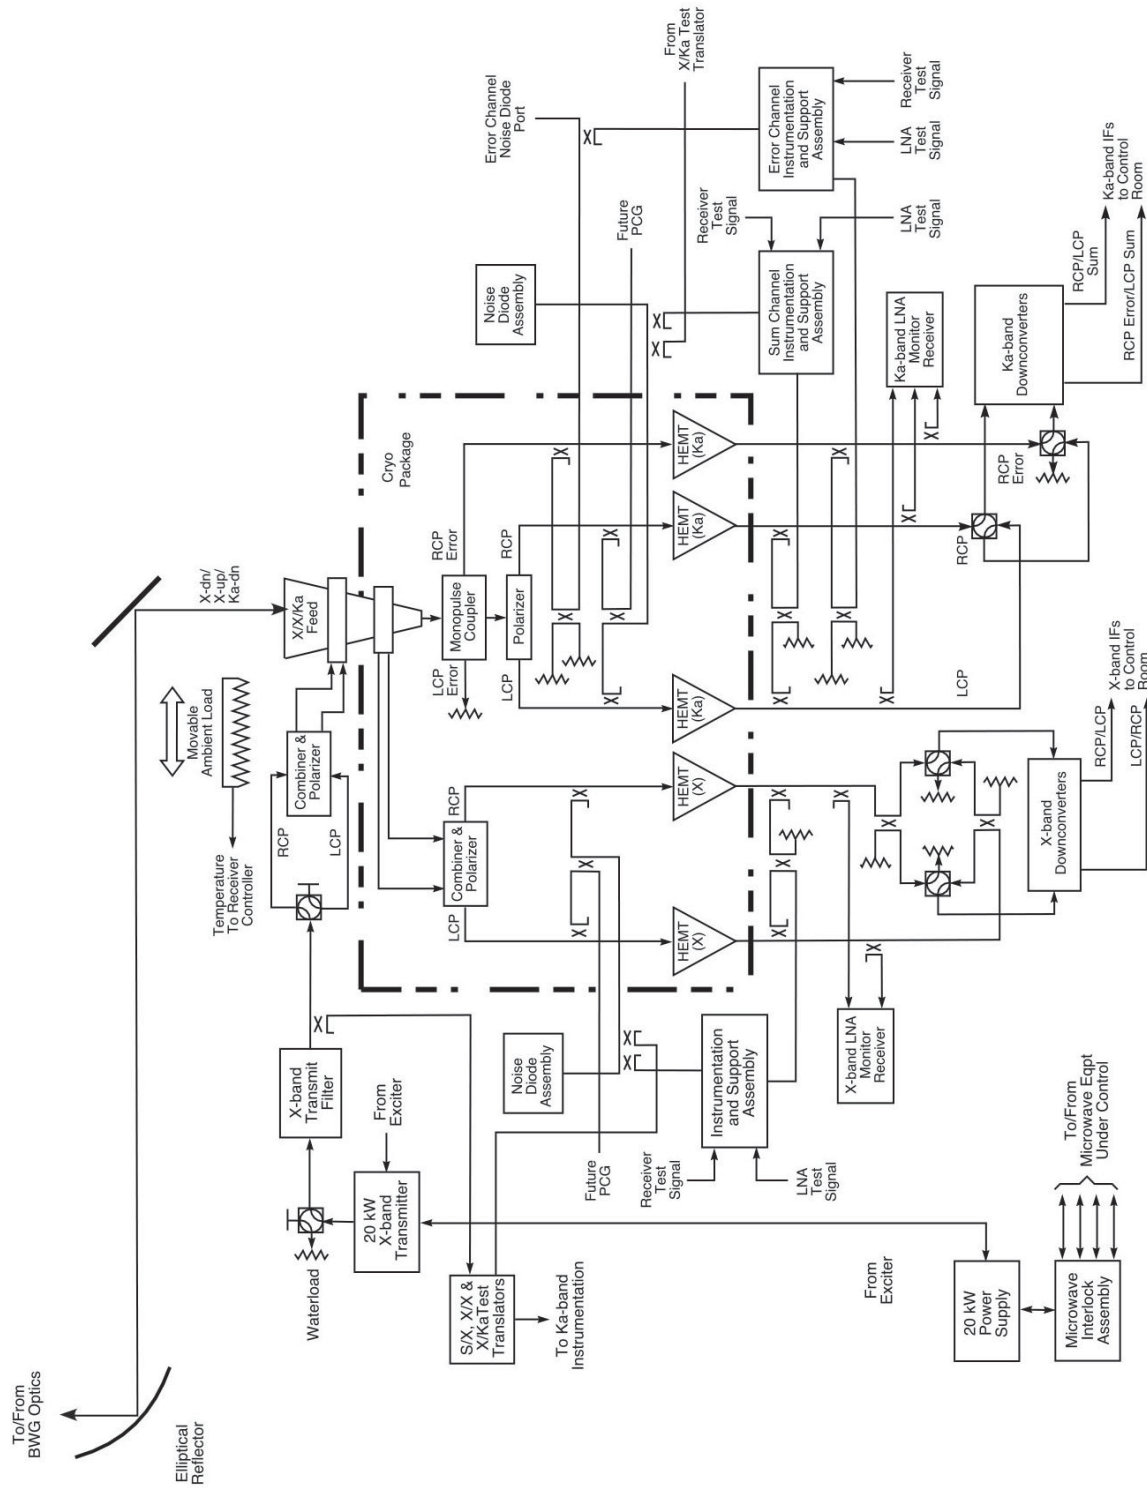 To/From
BWG Optics
Elliptical
Reflector
Movable
Ambient Load
Temperature
To Receiver
Controller
X-dn/
X-up/
Ka-dn
X/X/Ka
Feed
Combiner &
Polarizer
RCP
LCP
Waterload
X-band
Transmit
Filter
From
Exciter
20 kW
X-band
Transmitter
S/X, X/X &
X/KaTest
Translators
To Ka-band
Instrumentation
Cryo
Package
Combiner &
Polarizer
LCP
RCP
Monopulse
Coupler
LCP
Error
RCP
Error
Polarizer
LCP
RCP
Noise
Diode
Assembly
Future
PCG
Noise
Diode
Assembly
Future
PCG
Error Channel
Noise Diode
Port
From
X/Ka Test
Translator
HEMT
(X)
HEMT
(X)
HEMT
(Ka)
HEMT
(Ka)
HEMT
(Ka)
Receiver
Test
Signal
LNA
Test
Signal
Instrumentation
and Support
Assembly
Receiver
Test
Signal
LNA
Test
Signal
Sum Channel
Instrumentation
and Support
Assembly
Error Channel
Instrumentation
and Support
Assembly
LNA
Test
Signal
Receiver
Test
Signal
X-band LNA
Monitor
Receiver
Ka-band LNA
Monitor
Receiver
From
Exciter
20 kW
Power
Supply
Microwave
Interlock
Assembly
To/From
Microwave Eqpt
Under Control
LCP
RCP
RCP
Error
X-band
Downconverters
RCP/LCP
LCP/RCP
X-band IFs
to Control
Room
Ka-band
Downconverters
RCP/LCP
Sum
RCP Error/LCP Sum
Ka-band IFs
to Control
Room